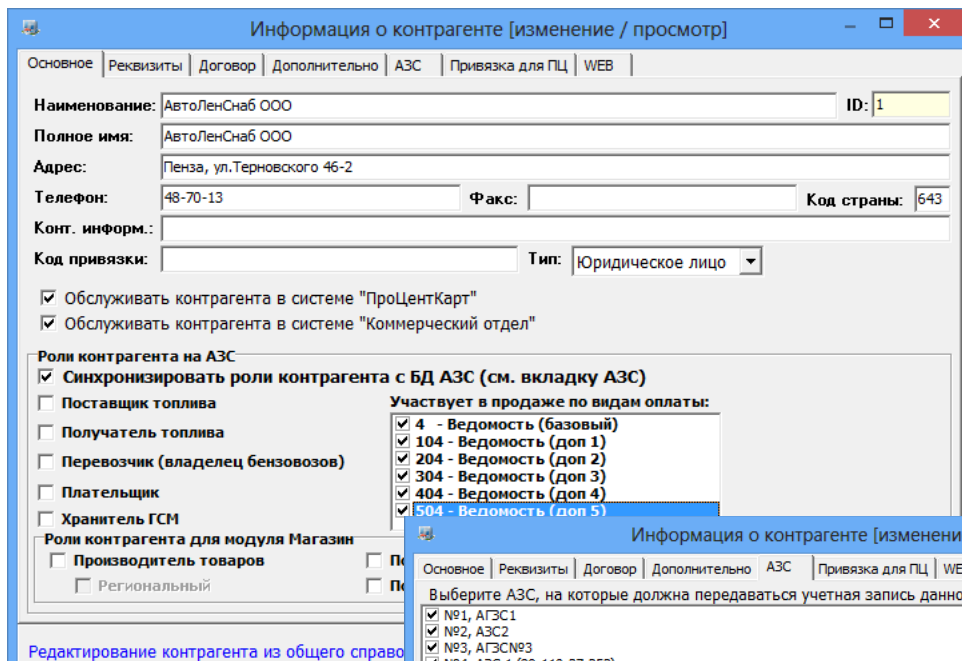 Информация о контрагенте [изменение / просмотр]
Основное Реквизиты Договор Дополнительно АЗС Привязка для ПЦ WEB
Наименование: АвтоЛенСнаб ООО ID: 1
Полное имя: АвтоЛенСнаб ООО
Адрес: Пенза, ул.Терновского 46-2
Телефон: 48-70-13 Факс: Код страны: 643
Конт. информ.:
Код привязки: Тип: Юридическое лицо
Обслуживать контрагента в системе "ПроЦентКарт"
Обслуживать контрагента в системе "Коммерческий отдел"
Роли контрагента на АЗС
Синхронизировать роли контрагента с БД АЗС (см. вкладку АЗС)
Поставщик топлива
Получатель топлива
Перевозчик (владелец бензовозов)
Плательщик
Хранитель ГСМ
Участвует в продаже по видам оплаты:
4 - Ведомость (базовый)
104 - Ведомость (доп 1)
204 - Ведомость (доп 2)
304 - Ведомость (доп 3)
404 - Ведомость (доп 4)
504 - Ведомость (доп 5)
Роли контрагента для модуля Магазин
Производитель товаров
Региональный
Редактирование контрагента из общего справо
Информация о контрагенте [изменени
Основное Реквизиты Договор Дополнительно АЗС Привязка для ПЦ WE
Выберите АЗС, на которые должна передаваться учетная запись данно
№1, АГЗС1
№2, АЗС2
№3, АГЗСN№3